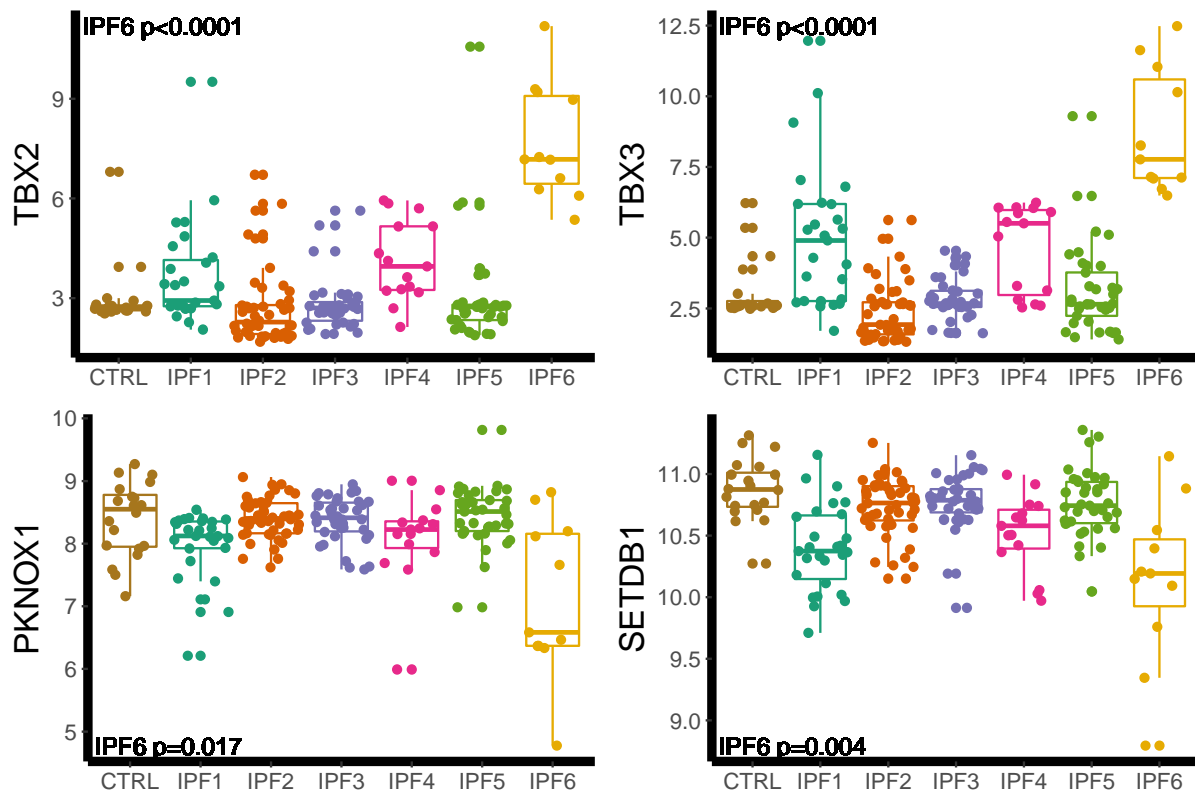 IPF6 p<0.0001
TBX2
9
6
3
CTRL IPF1 IPF2 IPF3 IPF4 IPF5 IPF6
IPF6 p<0.0001
TBX3
12.5
10.0
7.5
5.0
2.5
CTRL IPF1 IPF2 IPF3 IPF4 IPF5 IPF6
PKNOX1
10
9
8
7
6
5
IPF6 p=0.017
CTRL IPF1 IPF2 IPF3 IPF4 IPF5 IPF6
SETDB1
11.0
10.5
10.0
9.5
9.0
IPF6 p=0.004
CTRL IPF1 IPF2 IPF3 IPF4 IPF5 IPF6